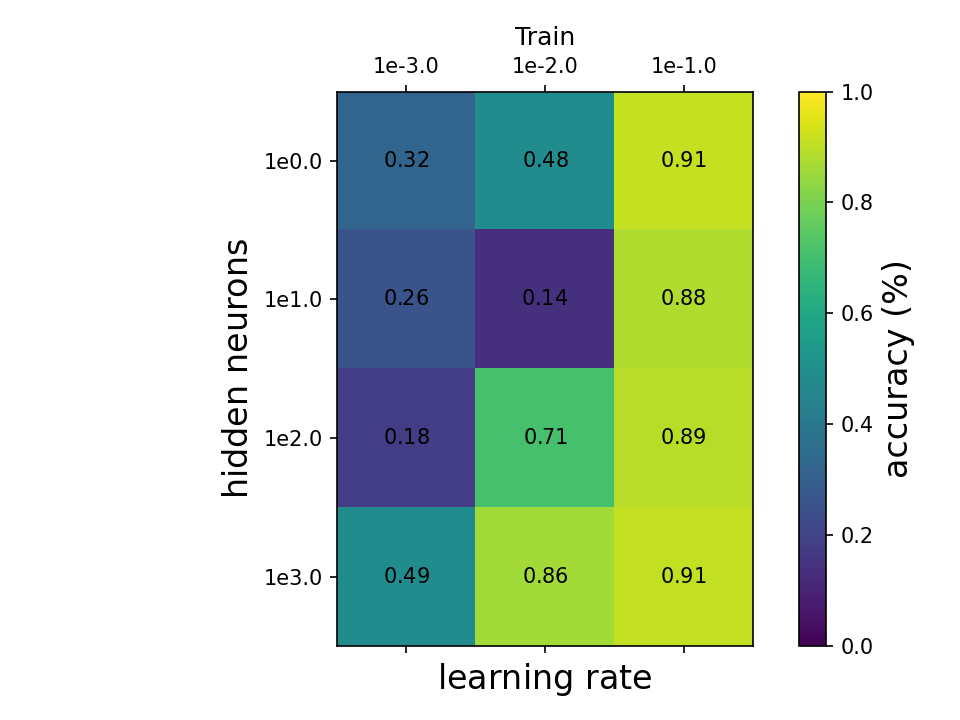 Train
1e-3.0 1e-2.0 1e-1.0
1e0.0 0.32 0.48 0.91
1e1.0 0.26 0.14 0.88
1e2.0 0.18 0.71 0.89
1e3.0 0.49 0.86 0.91
hidden neurons
learning rate
1.0
0.8
0.6
0.4
0.2
0.0
accuracy (%)